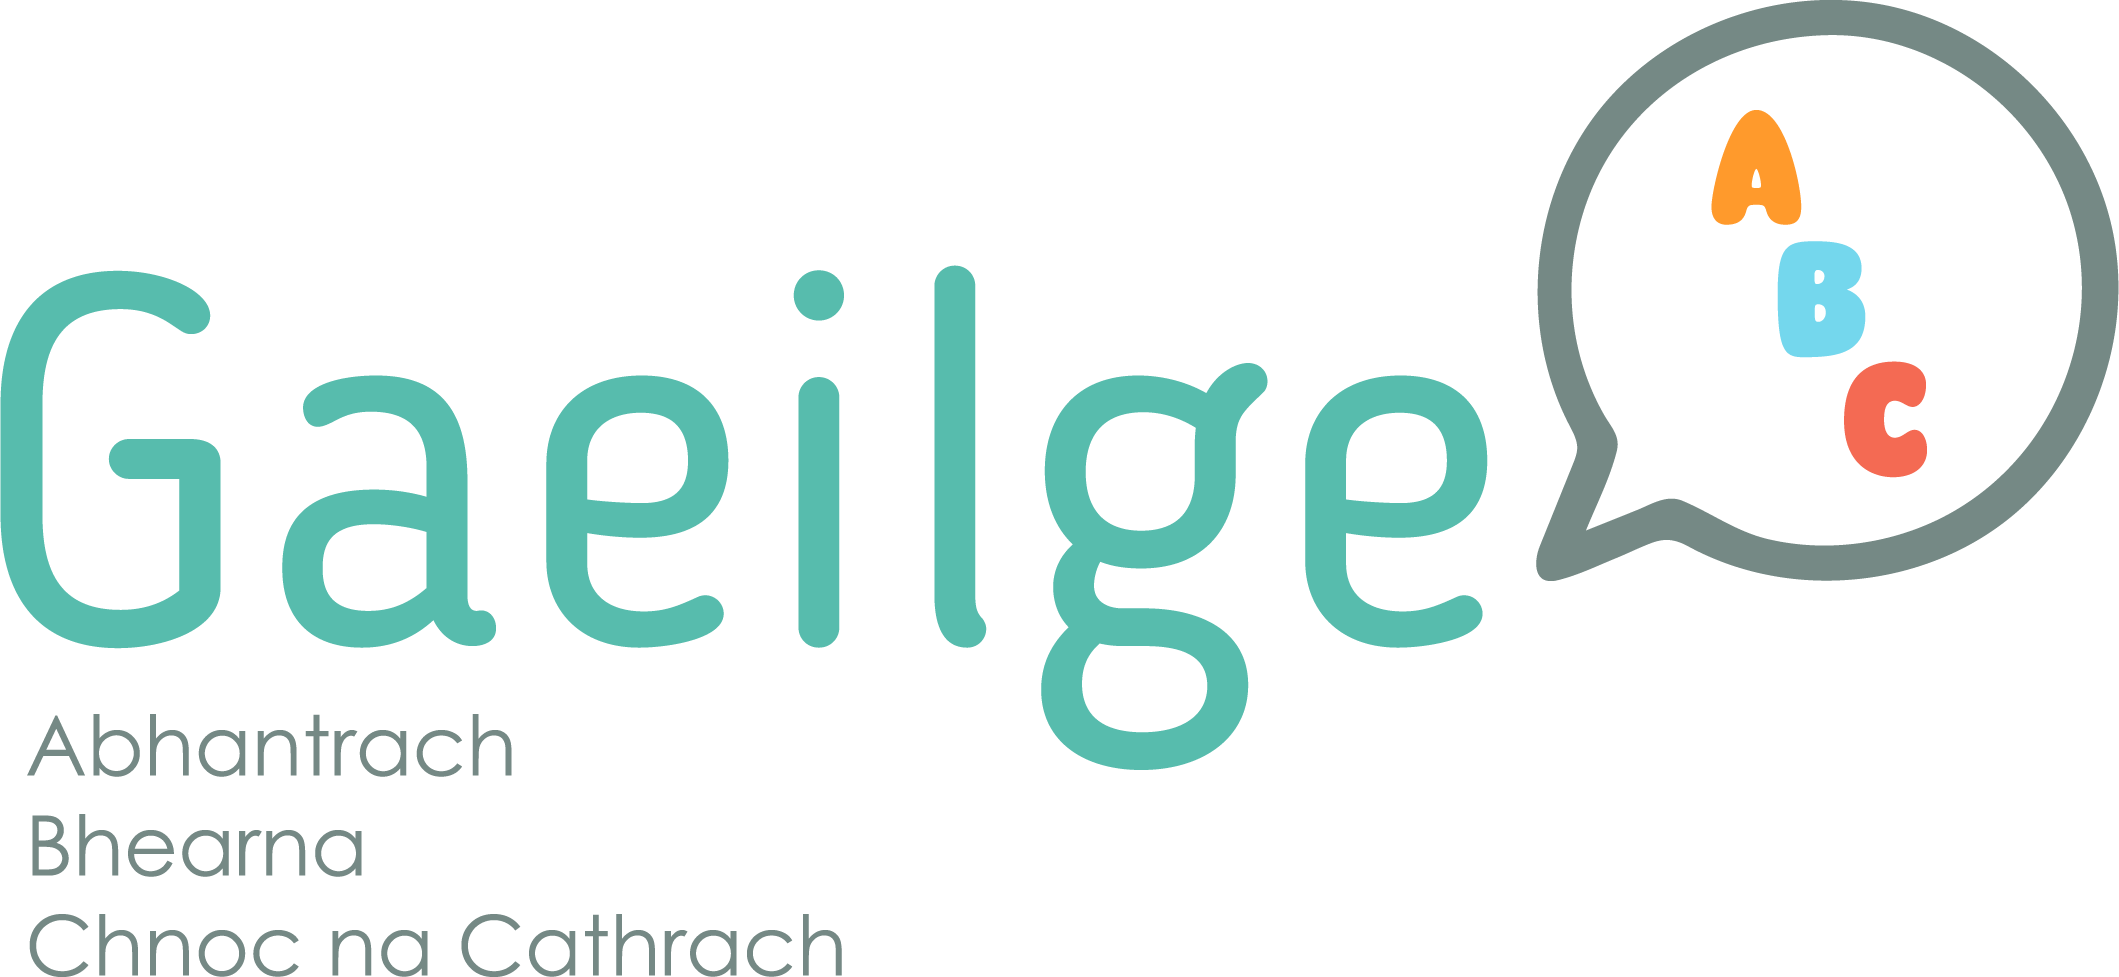 Gaeilge
A
B
C
Abhantrach
Bhearna
Chnoc na Cathrach